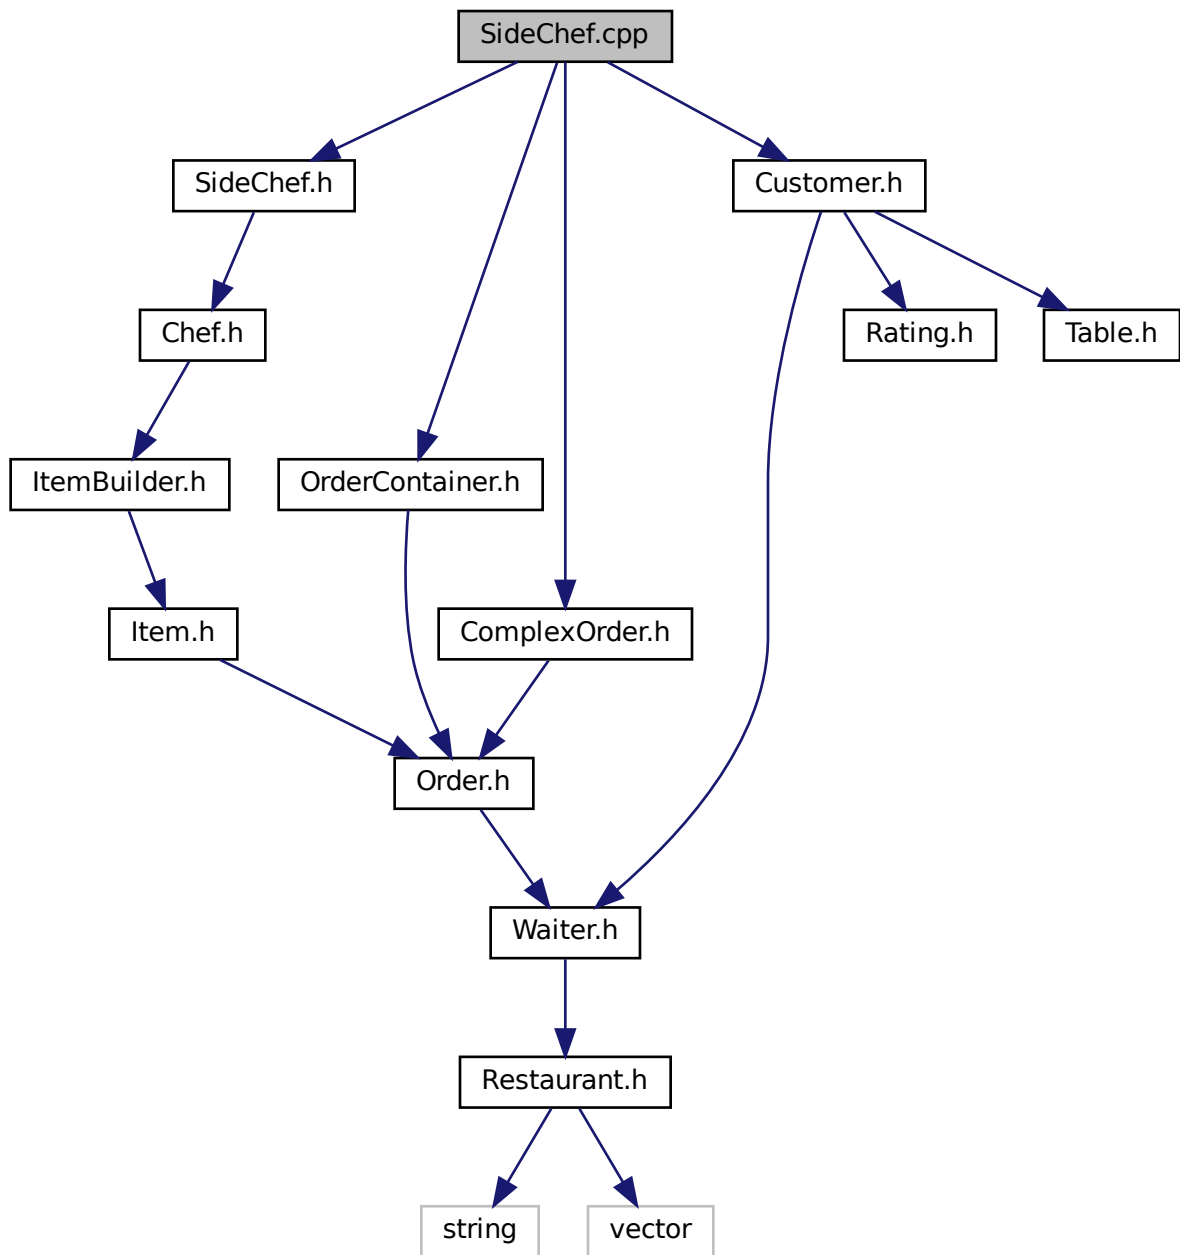 SideChef.cpp
SideChef.h
Customer.h
Chef.h
Rating.h
Table.h
ItemBuilder.h
OrderContainer.h
Item.h
ComplexOrder.h
Order.h
Waiter.h
Restaurant.h
string
vector